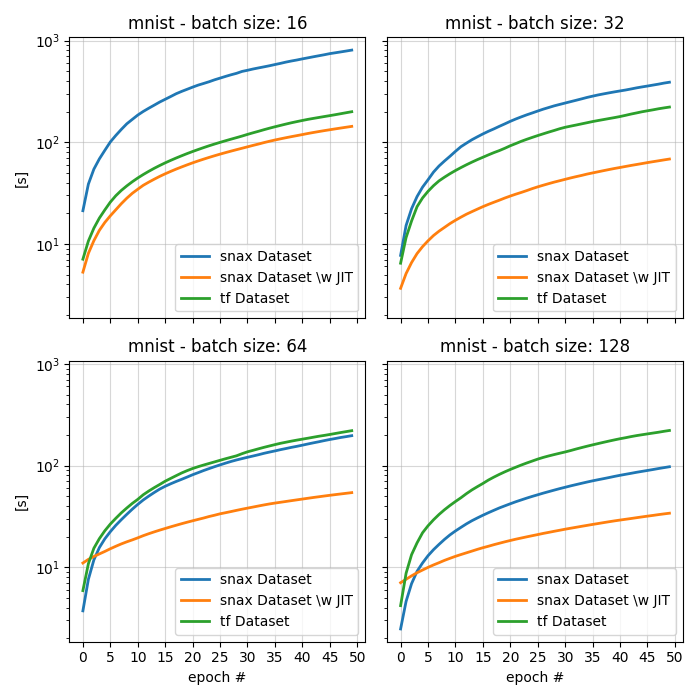 mnist - batch size: 16
10³
10²
10¹
[s]
snax Dataset
snax Dataset \w JIT
tf Dataset
mnist - batch size: 32
snax Dataset
snax Dataset \w JIT
tf Dataset
mnist - batch size: 64
10³
10²
10¹
[s]
snax Dataset
snax Dataset \w JIT
tf Dataset
0 5 10 15 20 25 30 35 40 45 50
epoch #
mnist - batch size: 128
snax Dataset
snax Dataset \w JIT
tf Dataset
0 5 10 15 20 25 30 35 40 45 50
epoch #